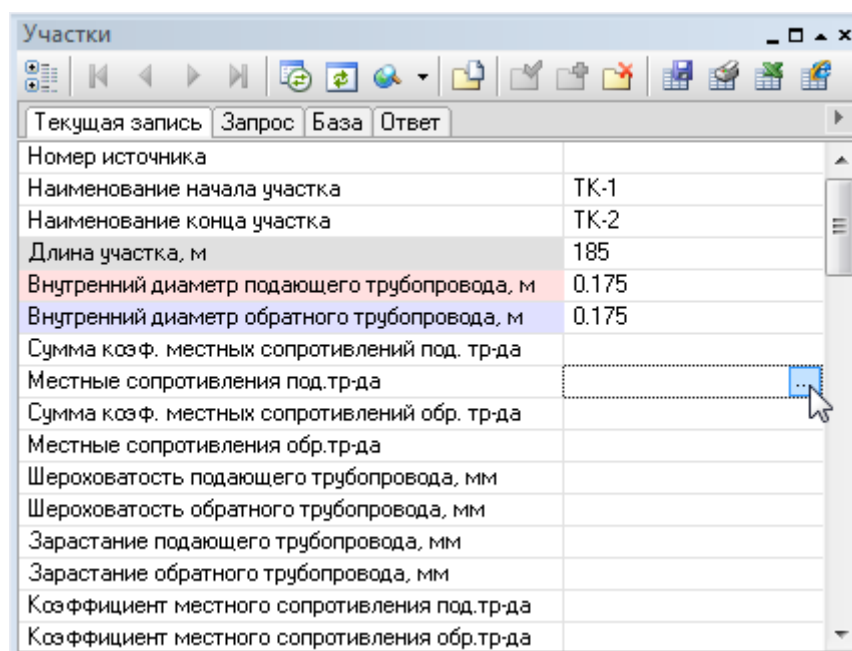 Участки
Текущая запись Запрос База Ответ
Номер источника
Наименование начала участка ТК-1
Наименование конца участка ТК-2
Длина участка, м 185
Внутренний диаметр подающего трубопровода, м 0.175
Внутренний диаметр обратного трубопровода, м 0.175
Сумма коэф. местных сопротивлений под. тр-да
Местные сопротивления под.тр-да ...
Сумма коэф. местных сопротивлений обр. тр-да
Местные сопротивления обр.тр-да
Шероховатость подающего трубопровода, мм
Шероховатость обратного трубопровода, мм
Зарастание подающего трубопровода, мм
Зарастание обратного трубопровода, мм
Коэффициент местного сопротивления под.тр-да
Коэффициент местного сопротивления обр.тр-да